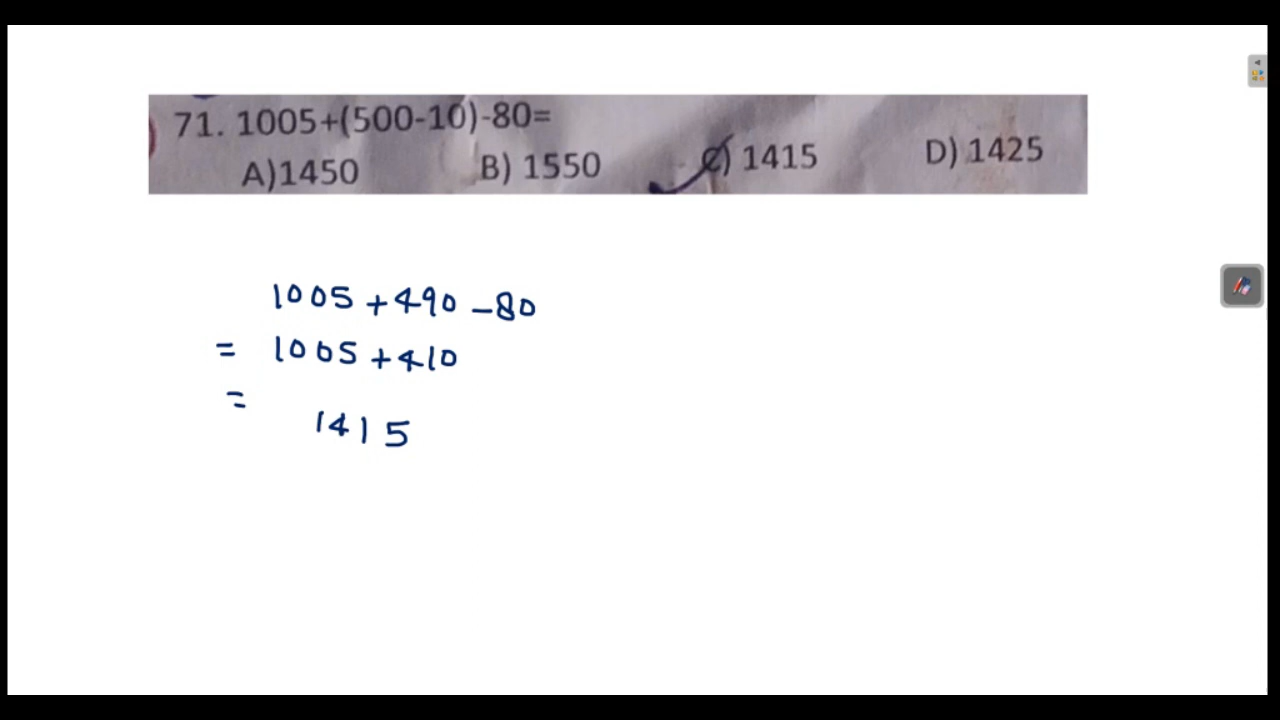 71. 1005+(500-10)-80=
A)1450 B) 1550 C) 1415 D) 1425
1005 + 490 - 80
= 1005 + 410
= 1415